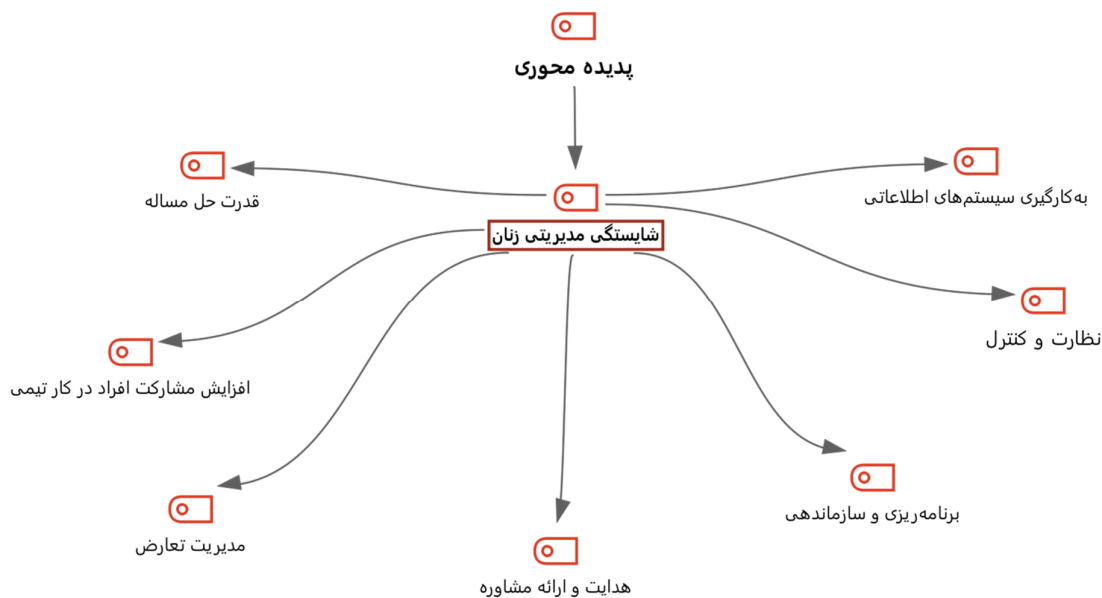 پدیده محوری
به‌کارگیری سیستم‌های اطلاعاتی
قدرت حل مساله
شایستگی مدیریتی زنان
نظارت و کنترل
افزایش مشارکت افراد در کار تیمی
برنامه‌ریزی و سازماندهی
مدیریت تعارض
هدایت و ارائه مشاوره